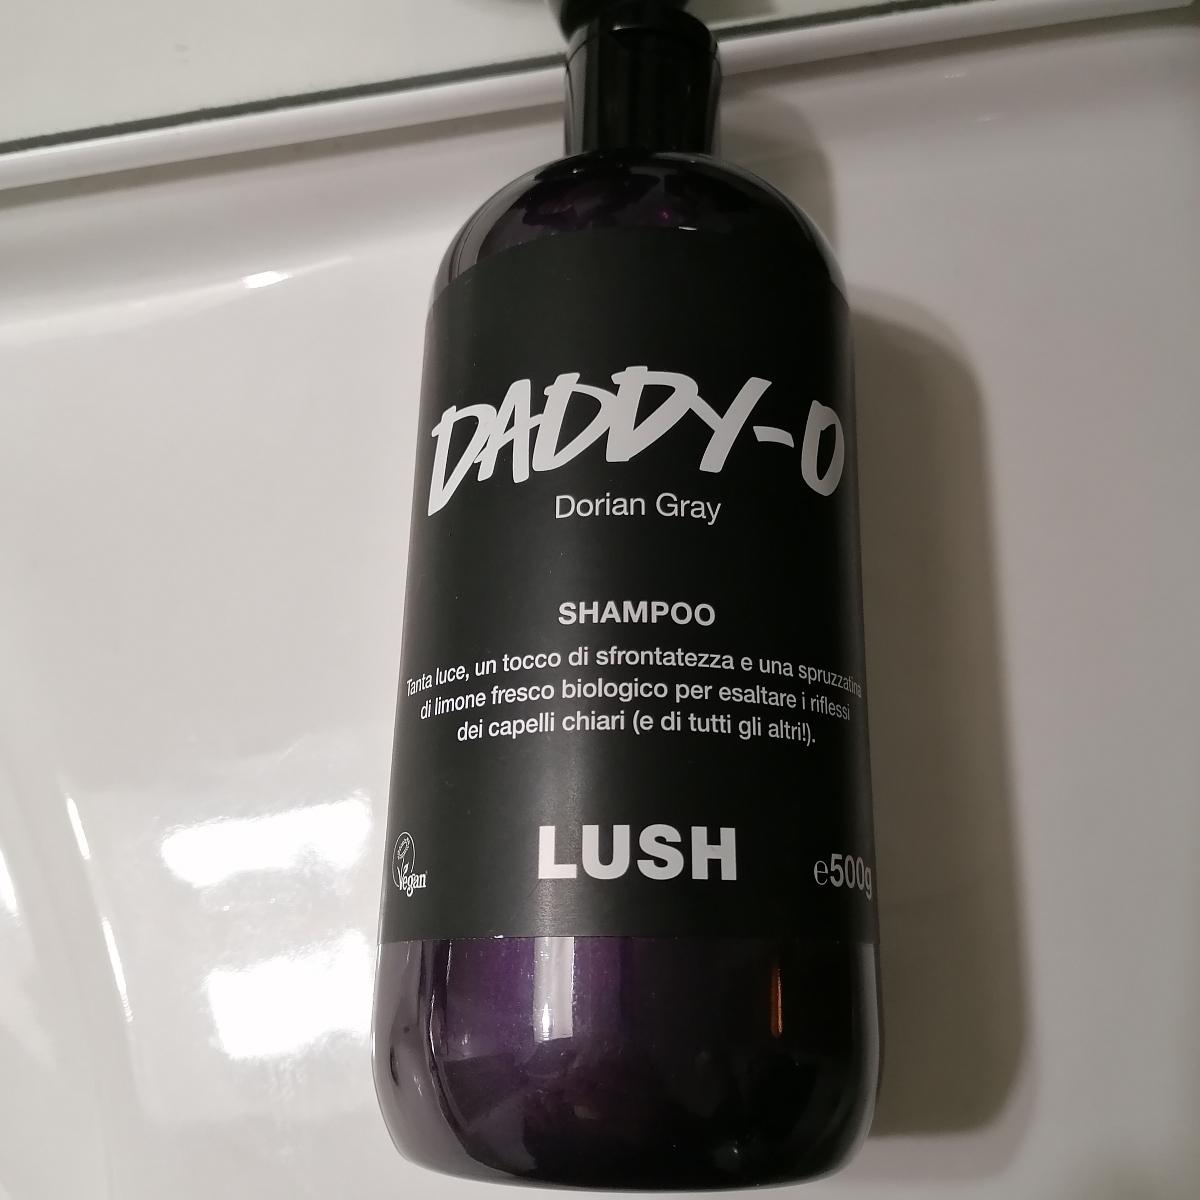 DADDY-O
Dorian Gray
SHAMPOO
Tanta luce, un tocco di sfrontatezza e una spruzzatina
di limone fresco biologico per esaltare i riflessi
dei capelli chiari (e di tutti gli altri!).
Vegan
LUSH
e500g